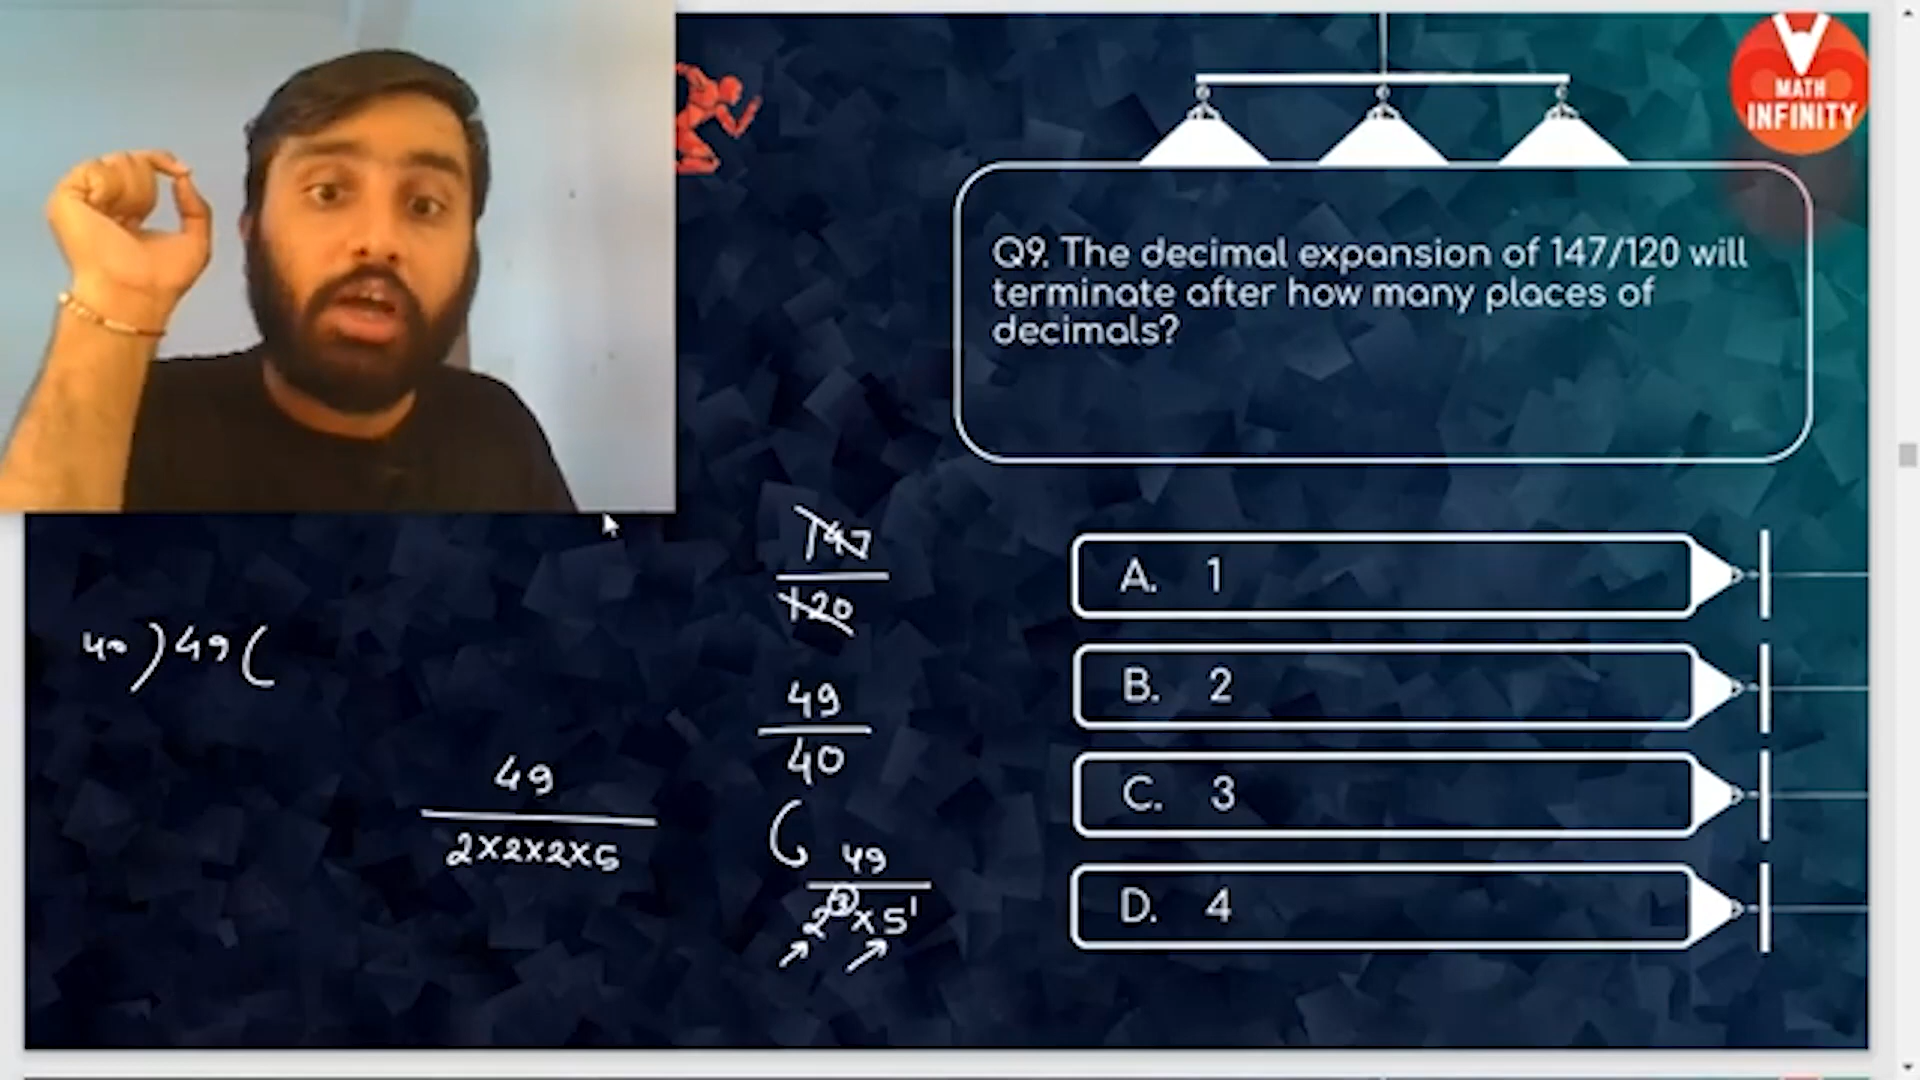 MATH
INFINITY
Q9. The decimal expansion of 147/120 will
terminate after how many places of
decimals?
147
120
40)49(
49
40
49
2×2×2×5
49
2³×5¹
A. 1
B. 2
C. 3
D. 4